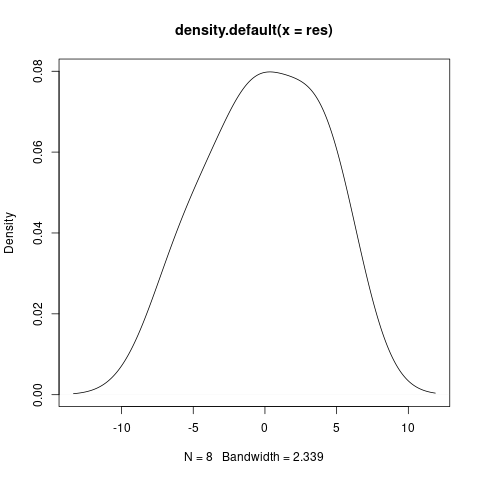 density.default(x = res)
Density
0.08
0.06
0.04
0.02
0.00
-10 -5 0 5 10
N = 8 Bandwidth = 2.339